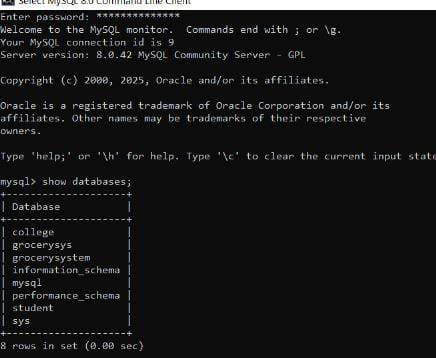 Select MySQL 8.0 Command Line Client
Enter password: **************
Welcome to the MySQL monitor.  Commands end with ; or \g.
Your MySQL connection id is 9
Server version: 8.0.42 MySQL Community Server - GPL
Copyright (c) 2000, 2025, Oracle and/or its affiliates.
Oracle is a registered trademark of Oracle Corporation and/or its
affiliates. Other names may be trademarks of their respective
owners.
Type 'help;' or '\h' for help. Type '\c' to clear the current input state
mysql> show databases;
+--------------------+
| Database           |
+--------------------+
| college            |
| grocerysys         |
| grocerysystem      |
| information_schema |
| mysql              |
| performance_schema |
| student            |
| sys                |
+--------------------+
8 rows in set (0.00 sec)